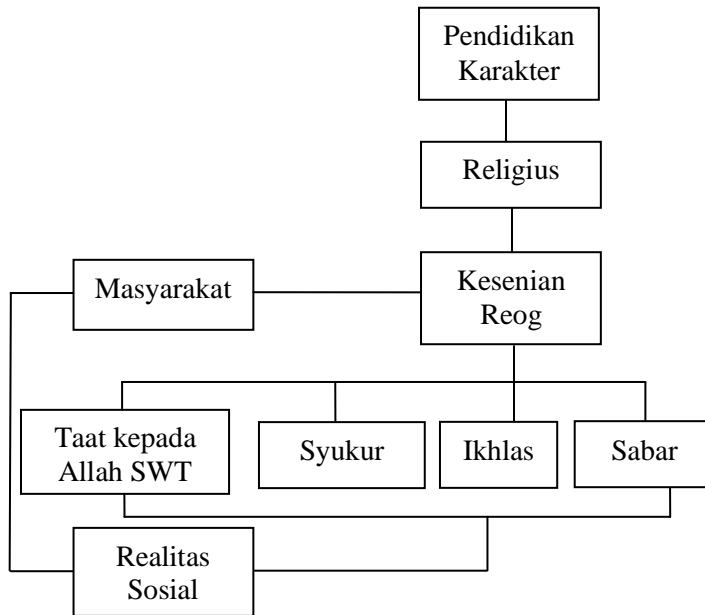 Pendidikan
Karakter
Religius
Masyarakat
Kesenian
Reog
Taat kepada
Allah SWT
Syukur
Ikhlas
Sabar
Realitas
Sosial